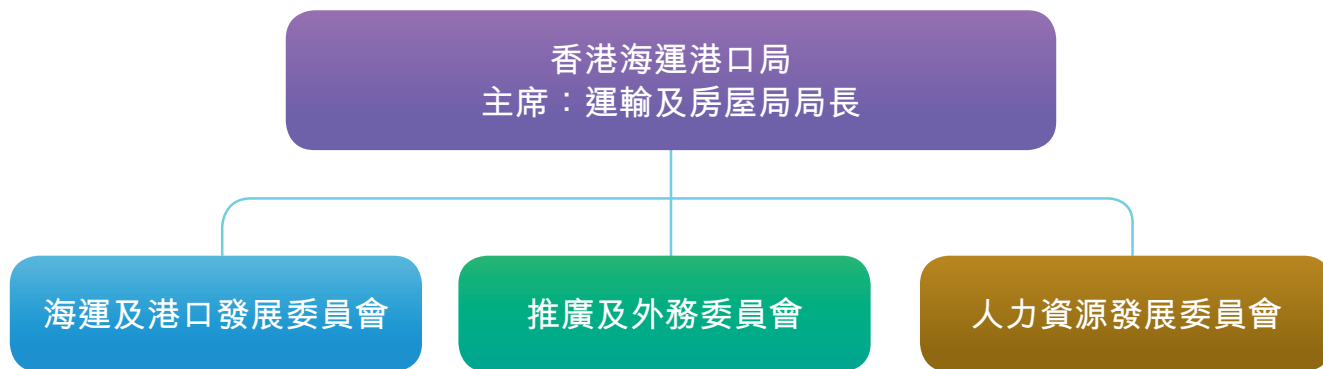 香港海運港口局
主席：運輸及房屋局局長
海運及港口發展委員會
推廣及外務委員會
人力資源發展委員會